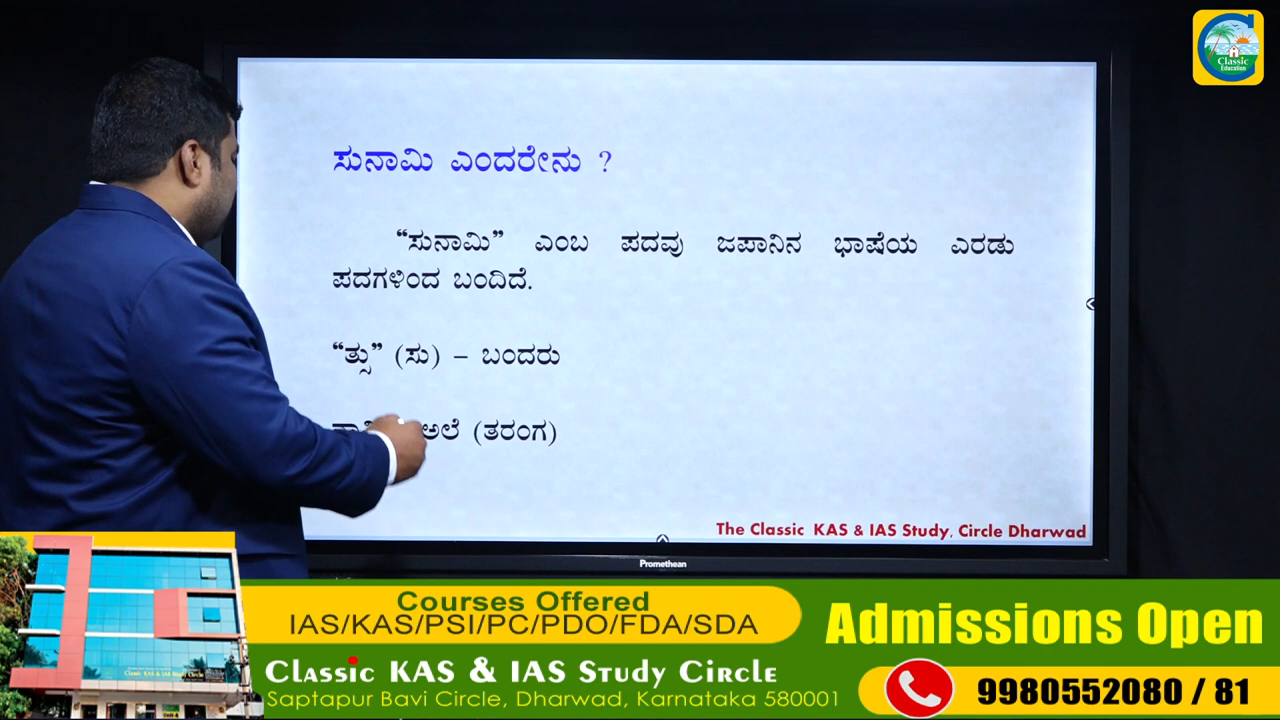 Classic
Education
ಸುನಾಮಿ ಎಂದರೇನು ?
“ಸುನಾಮಿ” ಎಂಬ ಪದವು ಜಪಾನಿನ ಭಾಷೆಯ ಎರಡು
ಪದಗಳಿಂದ ಬಂದಿದೆ.
“ತ್ಸು” (ಸು) – ಬಂದರು
ಅಲೆ (ತರಂಗ)
The Classic KAS & IAS Study, Circle Dharwad
Promethean
Courses Offered
IAS/KAS/PSI/PC/PDO/FDA/SDA
Admissions Open
Classic KAS & IAS Study Circle
Saptapur Bavi Circle, Dharwad, Karnataka 580001
9980552080 / 81